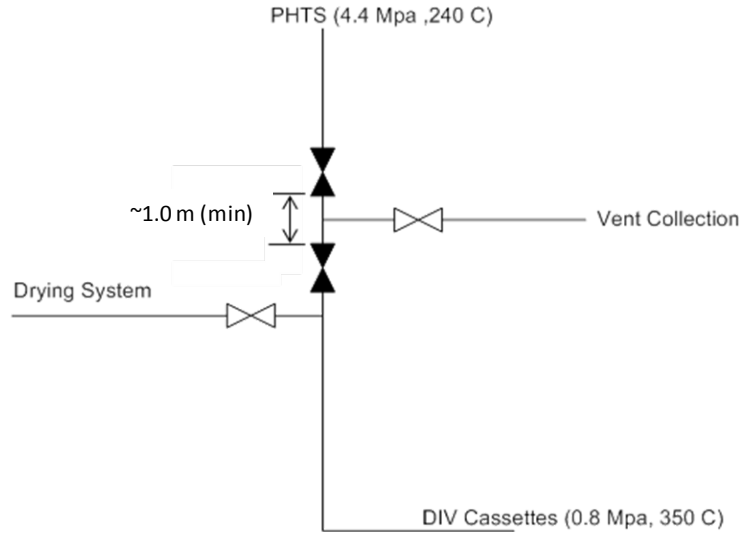 PHTS (4.4 Mpa ,240 C)
~1.0 m (min)
Vent Collection
Drying System
DIV Cassettes (0.8 Mpa, 350 C)